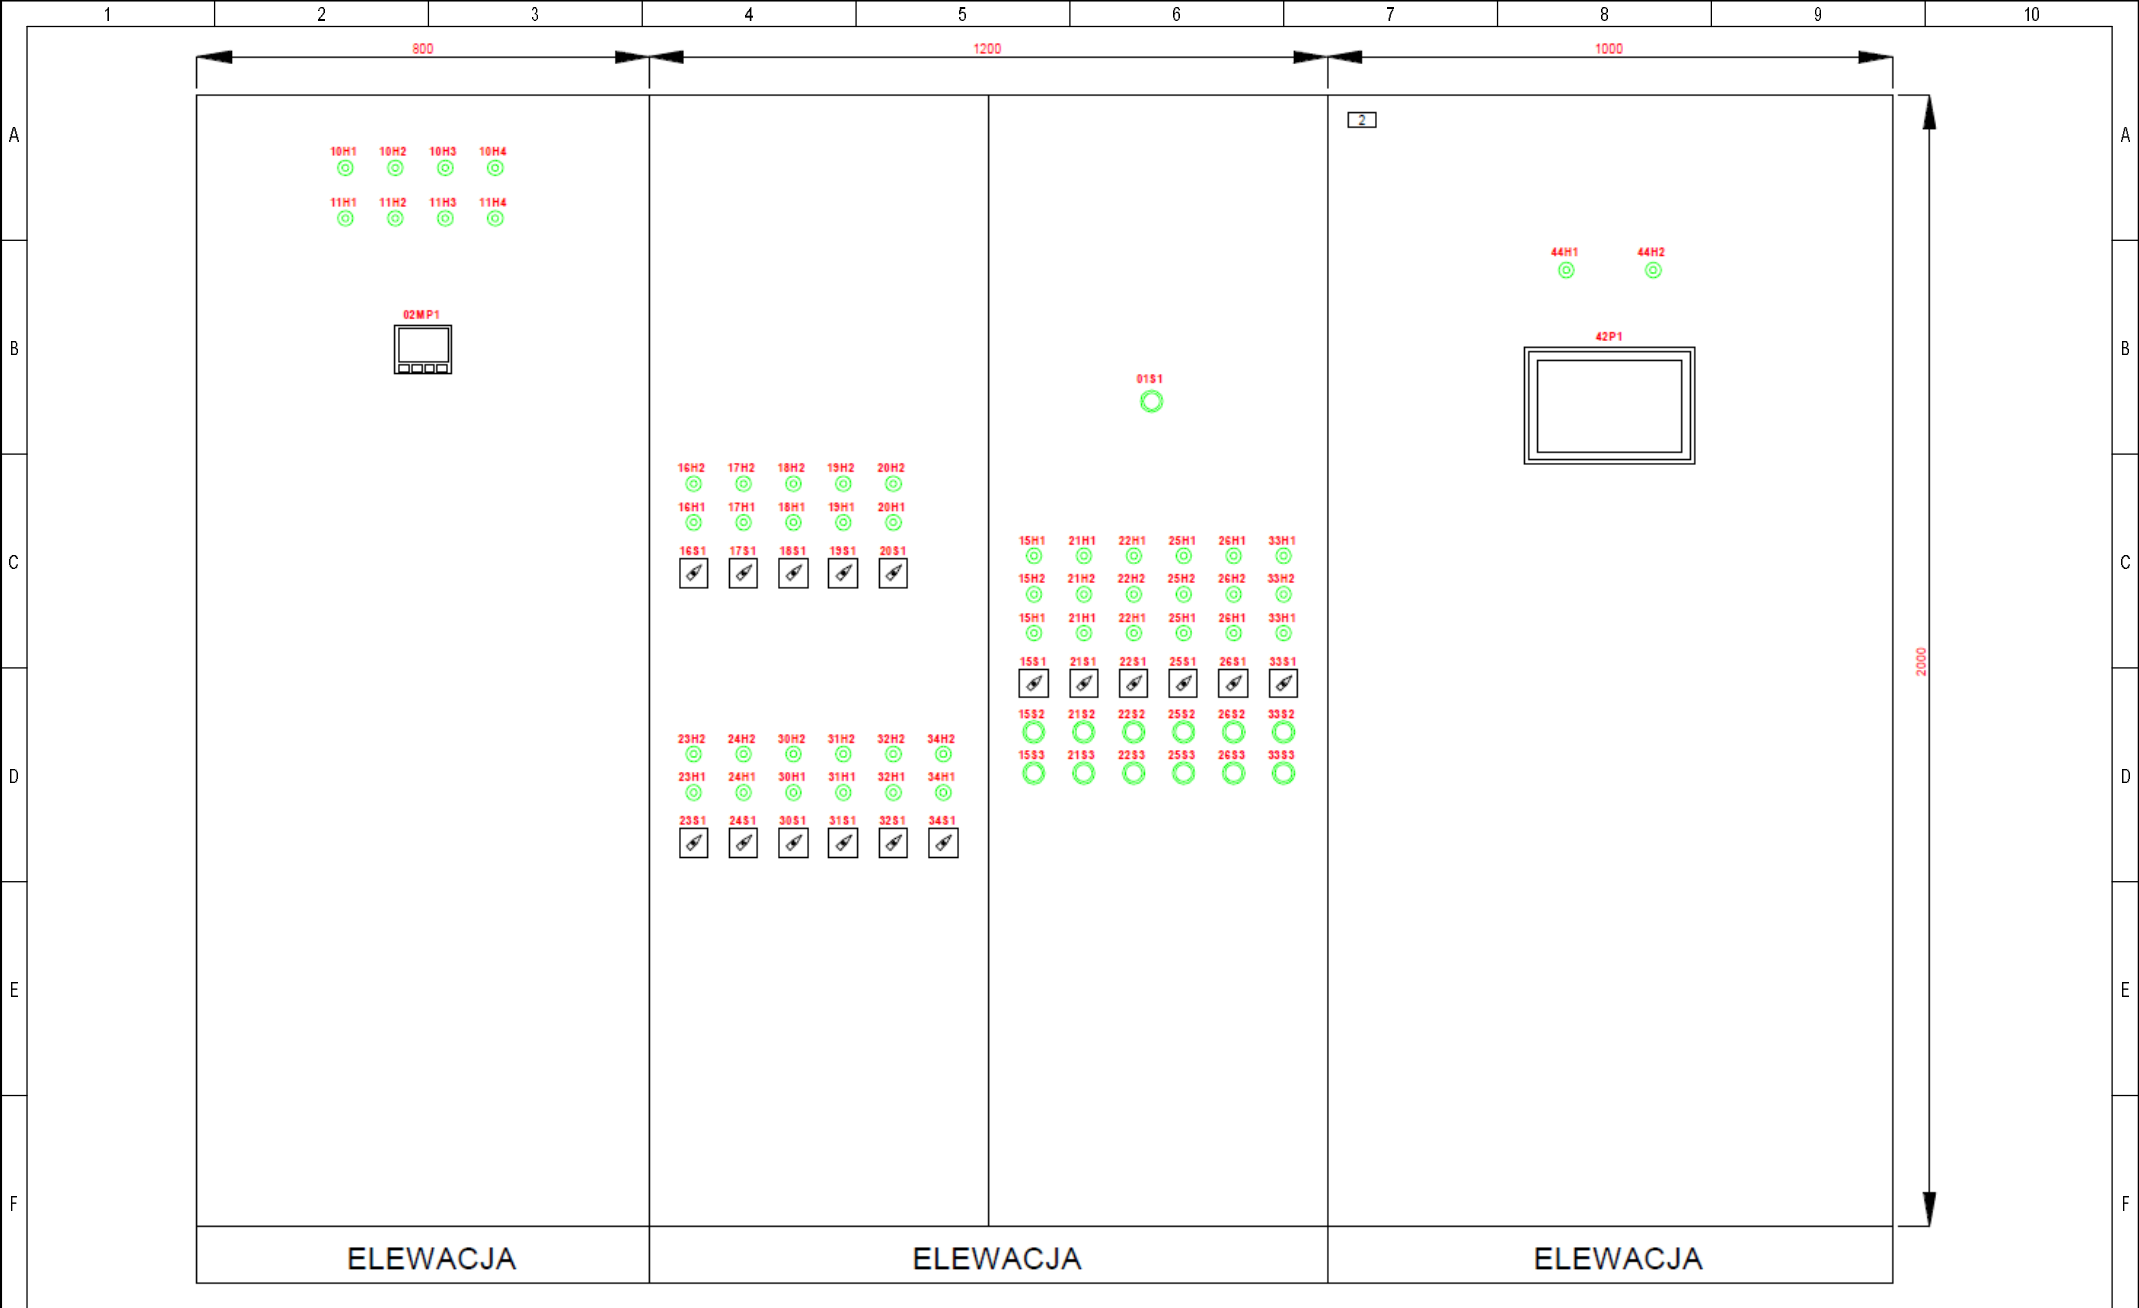 1 2 3 4 5 6 7 8 9 10
800 1200 1000
A A
2
10H1 10H2 10H3 10H4
11H1 11H2 11H3 11H4
44H1 44H2
02MP1
42P1
B B
01S1
16H2 17H2 18H2 19H2 20H2
16H1 17H1 18H1 19H1 20H1
16S1 17S1 18S1 19S1 20S1
15H1 21H1 22H1 25H1 26H1 33H1
C C
15H2 21H2 22H2 25H2 26H2 33H2
15H1 21H1 22H1 25H1 26H1 33H1
15S1 21S1 22S1 25S1 26S1 33S1
2000
15S2 21S2 22S2 25S2 26S2 33S2
23H2 24H2 30H2 31H2 32H2 34H2
15S3 21S3 22S3 25S3 26S3 33S3
23H1 24H1 30H1 31H1 32H1 34H1
D D
23S1 24S1 30S1 31S1 32S1 34S1
E E
F F
ELEWACJA ELEWACJA ELEWACJA